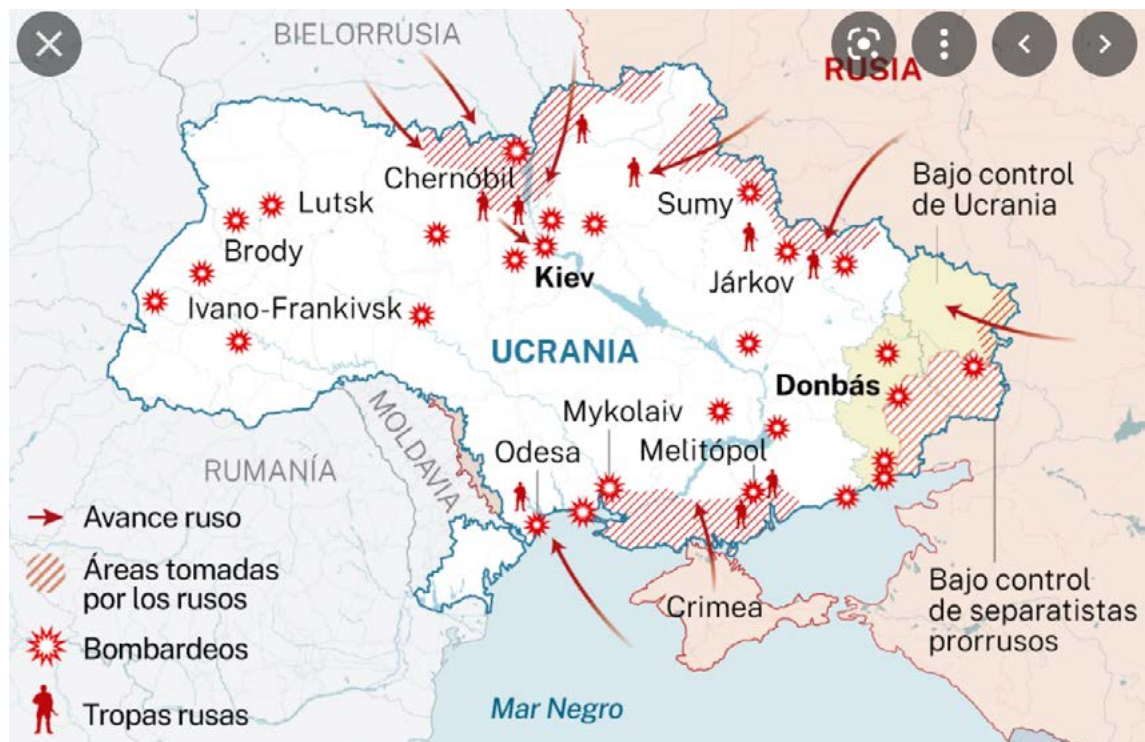 BIELORRUSIA
RUSIA
Chernóbil
Lutsk
Sumy
Bajo control
de Ucrania
Brody
Kiev
Járkov
Ivano-Frankivsk
UCRANIA
Donbás
MOLDAVIA
Mykolaiv
Odesa
Melitópol
RUMANÍA
Avance ruso
Áreas tomadas
por los rusos
Crimea
Bajo control
de separatistas
prorrusos
Bombardeos
Tropas rusas
Mar Negro